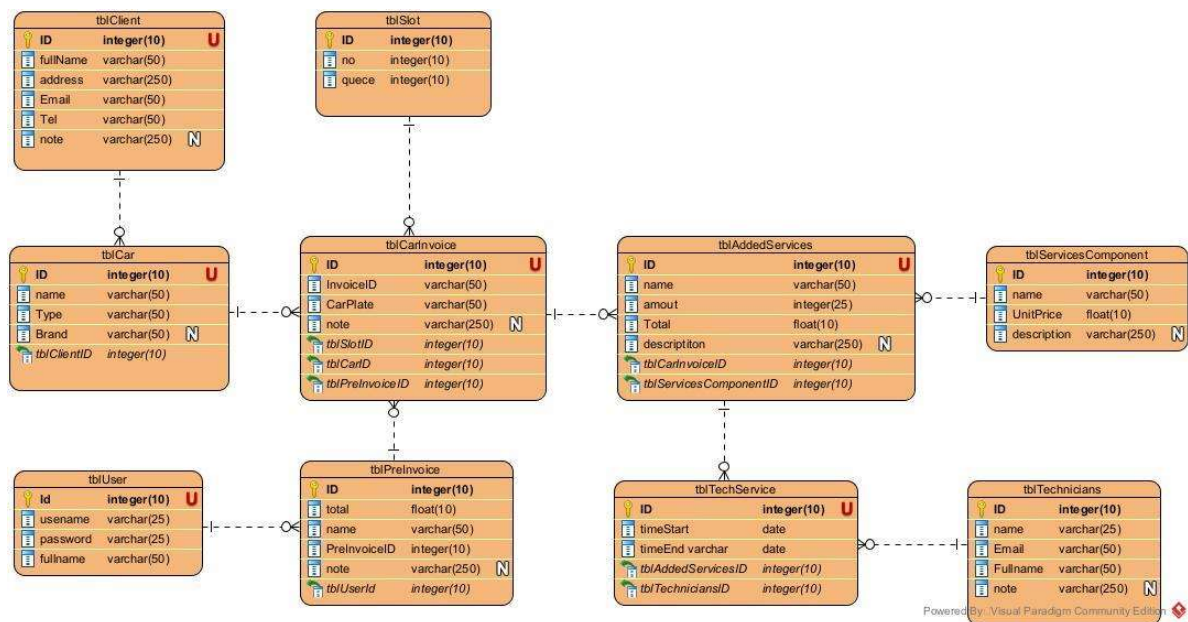 tblClient
ID integer(10) U
fullName varchar(50)
address varchar(250)
Email varchar(50)
Tel varchar(50)
note varchar(250) N
tblSlot
ID integer(10)
no integer(10)
quece integer(10)
tblCar
ID integer(10) U
name varchar(50)
Type varchar(50)
Brand varchar(50) N
tblClientID integer(10)
tblCarInvoice
ID integer(10) U
InvoiceID varchar(50)
CarPlate varchar(50)
note varchar(250) N
tblSlotID integer(10)
tblCarID integer(10)
tblPreInvoiceID integer(10)
tblAddedServices
ID integer(10) U
name varchar(50)
amout integer(25)
Total float(10)
descriptiton varchar(250) N
tblCarInvoiceID integer(10)
tblServicesComponentID integer(10)
tblServicesComponent
ID integer(10)
name varchar(50)
UnitPrice float(10)
description varchar(250) N
tblUser
Id integer(10) U
usename varchar(25)
password varchar(25)
fullname varchar(50)
tblPreInvoice
ID integer(10)
total float(10)
name varchar(50)
PreInvoiceID integer(10)
note varchar(250) N
tblUserId integer(10)
tblTechService
ID integer(10) U
timeStart date
timeEnd varchar date
tblAddedServicesID integer(10)
tblTechniciansID integer(10)
tblTechnicians
ID integer(10)
name varchar(25)
Email varchar(50)
Fullname varchar(50)
note varchar(250) N
Powered By: Visual Paradigm Community Edition